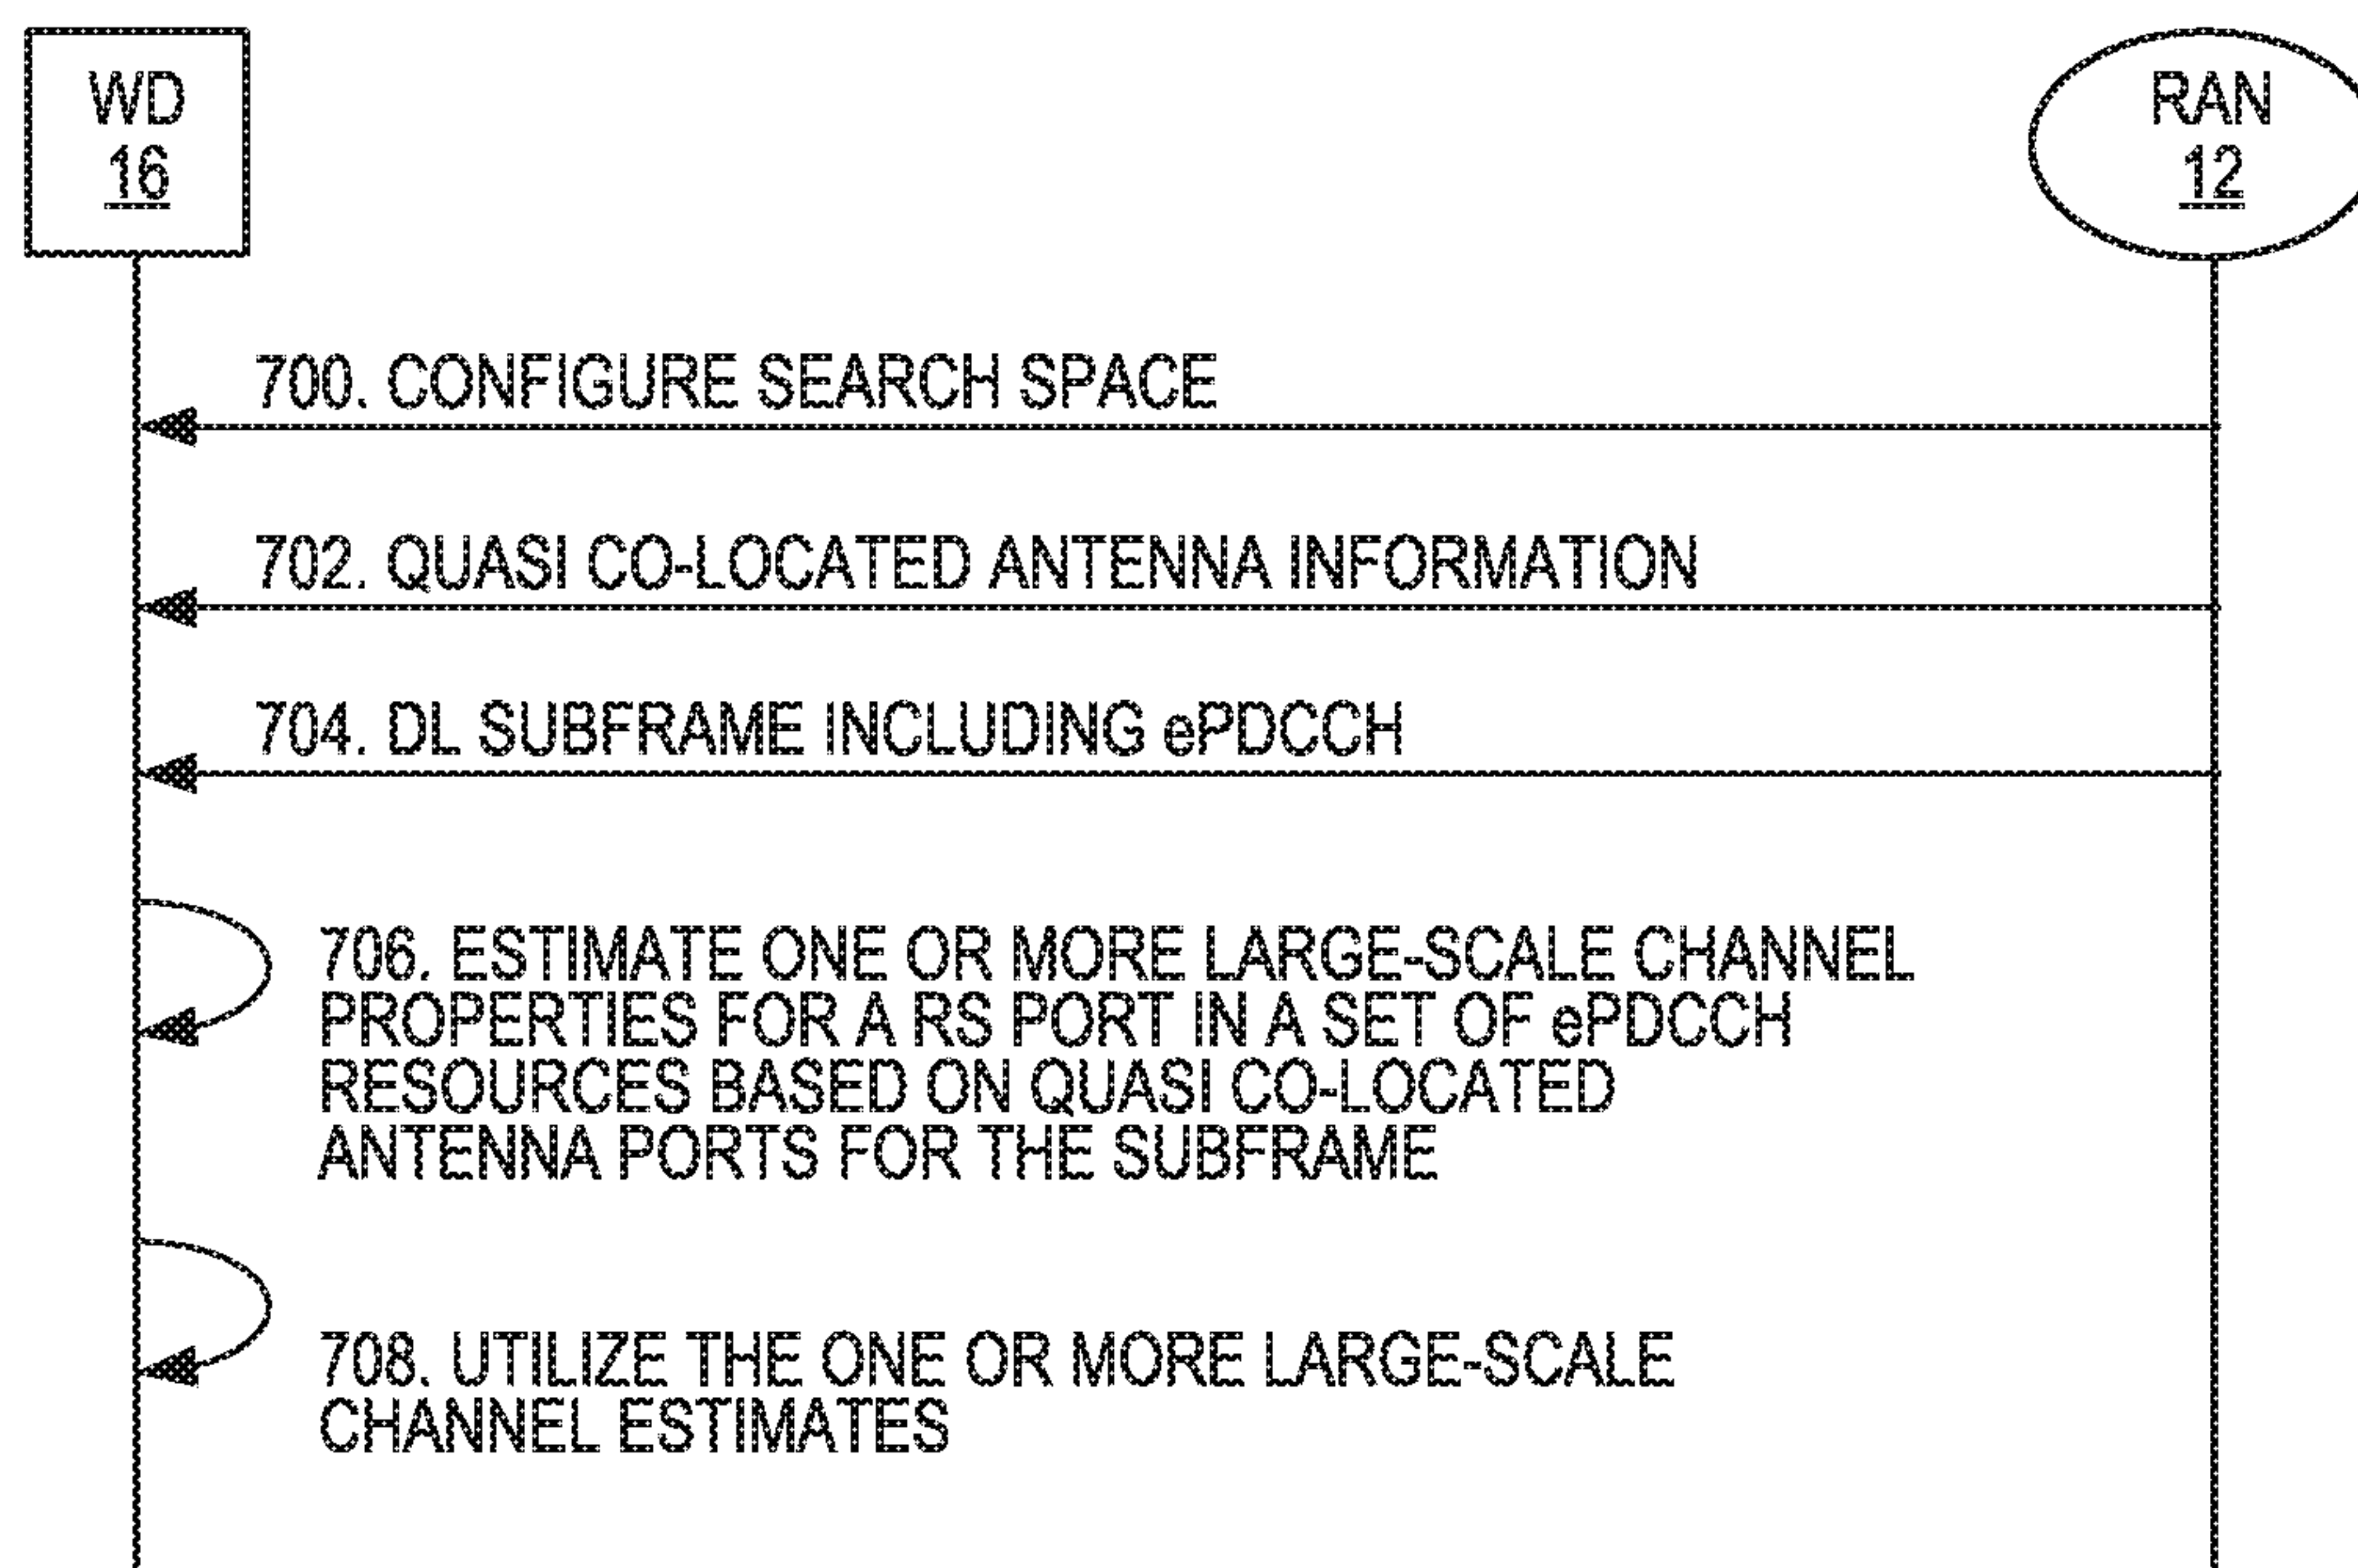 WD
16
RAN
12
700. CONFIGURE SEARCH SPACE
702. QUASI CO-LOCATED ANTENNA INFORMATION
704. DL SUBFRAME INCLUDING ePDCCH
706. ESTIMATE ONE OR MORE LARGE-SCALE CHANNEL
PROPERTIES FOR A RS PORT IN A SET OF ePDCCH
RESOURCES BASED ON QUASI CO-LOCATED
ANTENNA PORTS FOR THE SUBFRAME
708. UTILIZE THE ONE OR MORE LARGE-SCALE
CHANNEL ESTIMATES